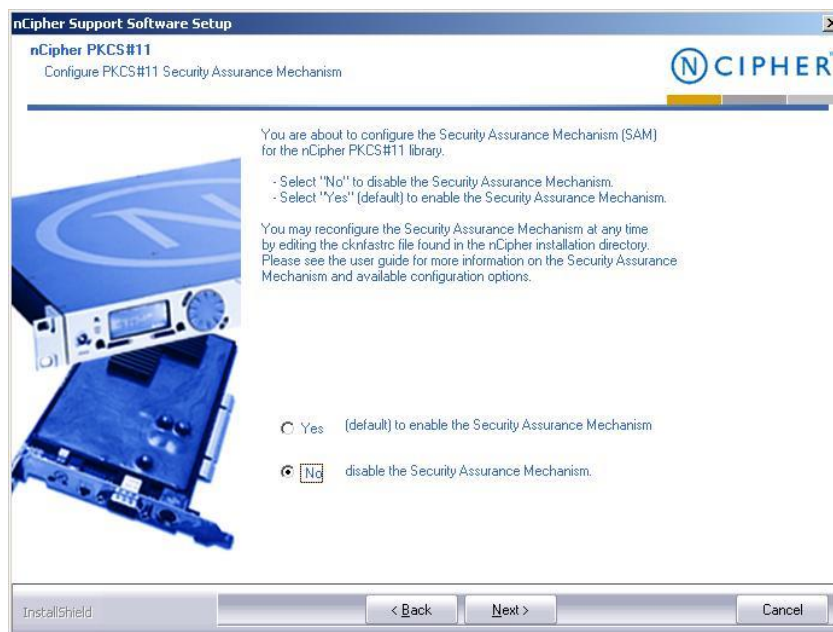 nCipher Support Software Setup
nCipher PKCS#11
Configure PKCS#11 Security Assurance Mechanism
N CIPHER
You are about to configure the Security Assurance Mechanism (SAM)
for the nCipher PKCS#11 library.
- Select "No" to disable the Security Assurance Mechanism.
- Select "Yes" (default) to enable the Security Assurance Mechanism.
You may reconfigure the Security Assurance Mechanism at any time
by editing the cknfastrc file found in the nCipher installation directory.
Please see the user guide for more information on the Security Assurance
Mechanism and available configuration options.
Yes (default) to enable the Security Assurance Mechanism
No disable the Security Assurance Mechanism.
InstallShield
< Back
Next >
Cancel